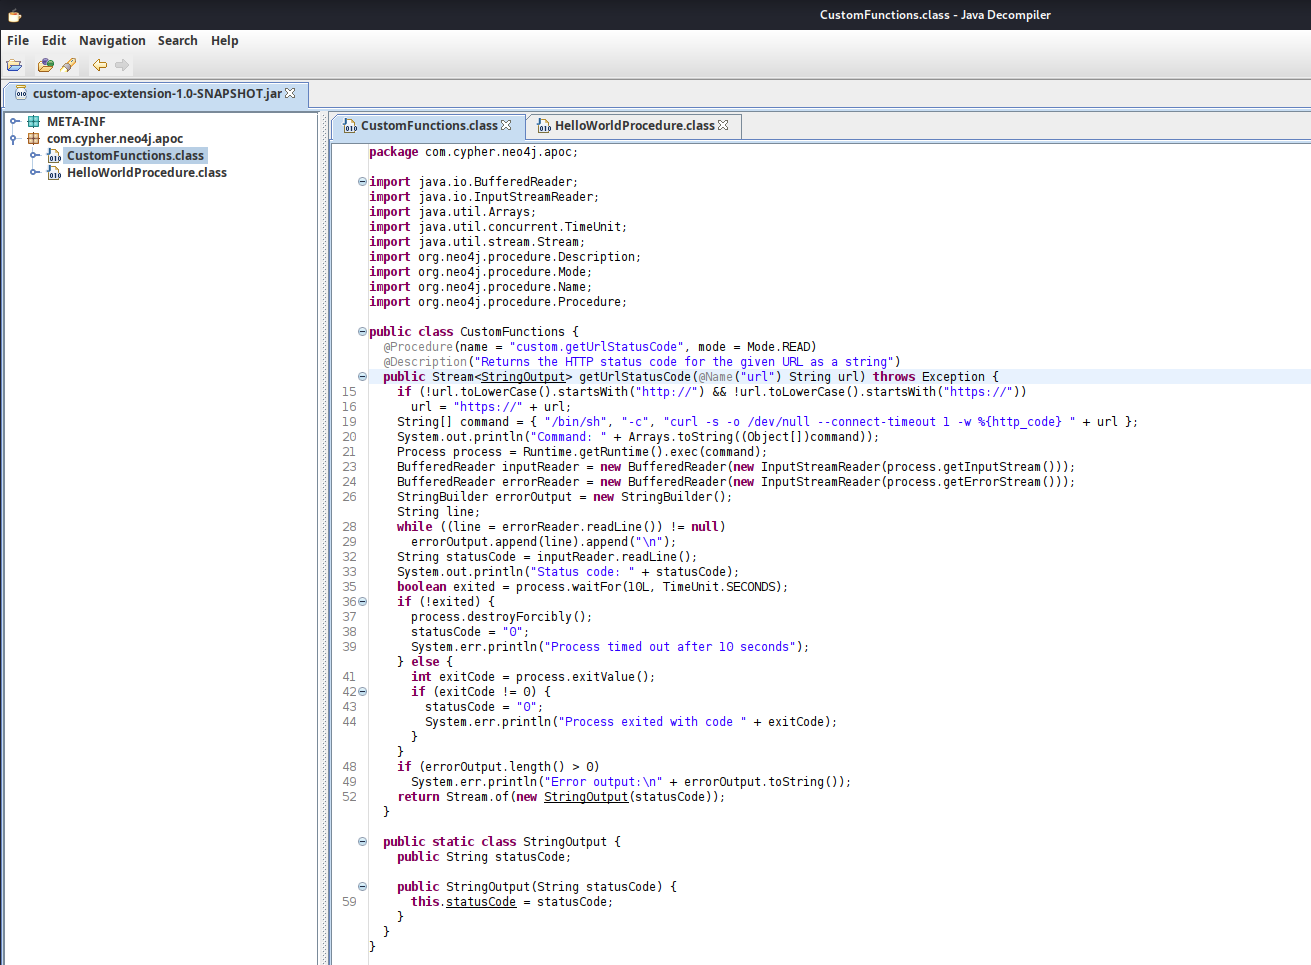 CustomFunctions.class - Java Decompiler
File Edit Navigation Search Help
custom-apoc-extension-1.0-SNAPSHOT.jar
META-INF
com.cypher.neo4j.apoc
CustomFunctions.class
HelloWorldProcedure.class
CustomFunctions.class HelloWorldProcedure.class
package com.cypher.neo4j.apoc;
import java.io.BufferedReader;
import java.io.InputStreamReader;
import java.util.Arrays;
import java.util.concurrent.TimeUnit;
import java.util.stream.Stream;
import org.neo4j.procedure.Description;
import org.neo4j.procedure.Mode;
import org.neo4j.procedure.Name;
import org.neo4j.procedure.Procedure;
public class CustomFunctions {
@Procedure(name = "custom.getUrlStatusCode", mode = Mode.READ)
@Description("Returns the HTTP status code for the given URL as a string")
public Stream<StringOutput> getUrlStatusCode(@Name("url") String url) throws Exception {
15 if (!url.toLowerCase().startsWith("http://") && !url.toLowerCase().startsWith("https://"))
16 url = "https://" + url;
19 String[] command = { "/bin/sh", "-c", "curl -s -o /dev/null --connect-timeout 1 -w %{http_code} " + url };
20 System.out.println("Command: " + Arrays.toString((Object[])command));
21 Process process = Runtime.getRuntime().exec(command);
23 BufferedReader inputReader = new BufferedReader(new InputStreamReader(process.getInputStream()));
24 BufferedReader errorReader = new BufferedReader(new InputStreamReader(process.getErrorStream()));
26 StringBuilder errorOutput = new StringBuilder();
String line;
28 while ((line = errorReader.readLine()) != null)
29 errorOutput.append(line).append("\n");
32 String statusCode = inputReader.readLine();
33 System.out.println("Status code: " + statusCode);
35 boolean exited = process.waitFor(10L, TimeUnit.SECONDS);
36 if (!exited) {
37 process.destroyForcibly();
38 statusCode = "0";
39 System.err.println("Process timed out after 10 seconds");
} else {
41 int exitCode = process.exitValue();
42 if (exitCode != 0) {
43 statusCode = "0";
44 System.err.println("Process exited with code " + exitCode);
}
}
48 if (errorOutput.length() > 0)
49 System.err.println("Error output:\n" + errorOutput.toString());
52 return Stream.of(new StringOutput(statusCode));
}
public static class StringOutput {
public String statusCode;
public StringOutput(String statusCode) {
59 this.statusCode = statusCode;
}
}
}